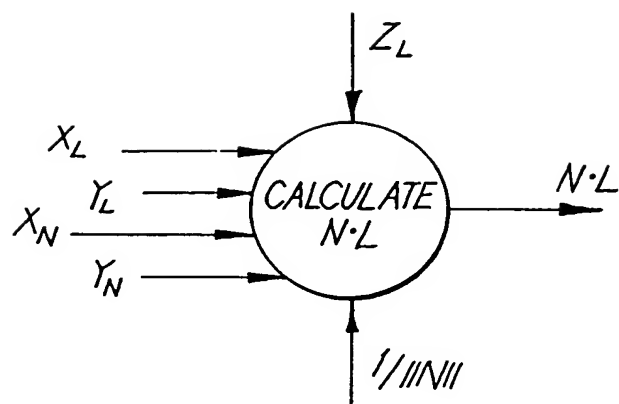 Z_L
X_L
Y_L
X_N
Y_N
CALCULATE
N·L
N·L
1/||N||